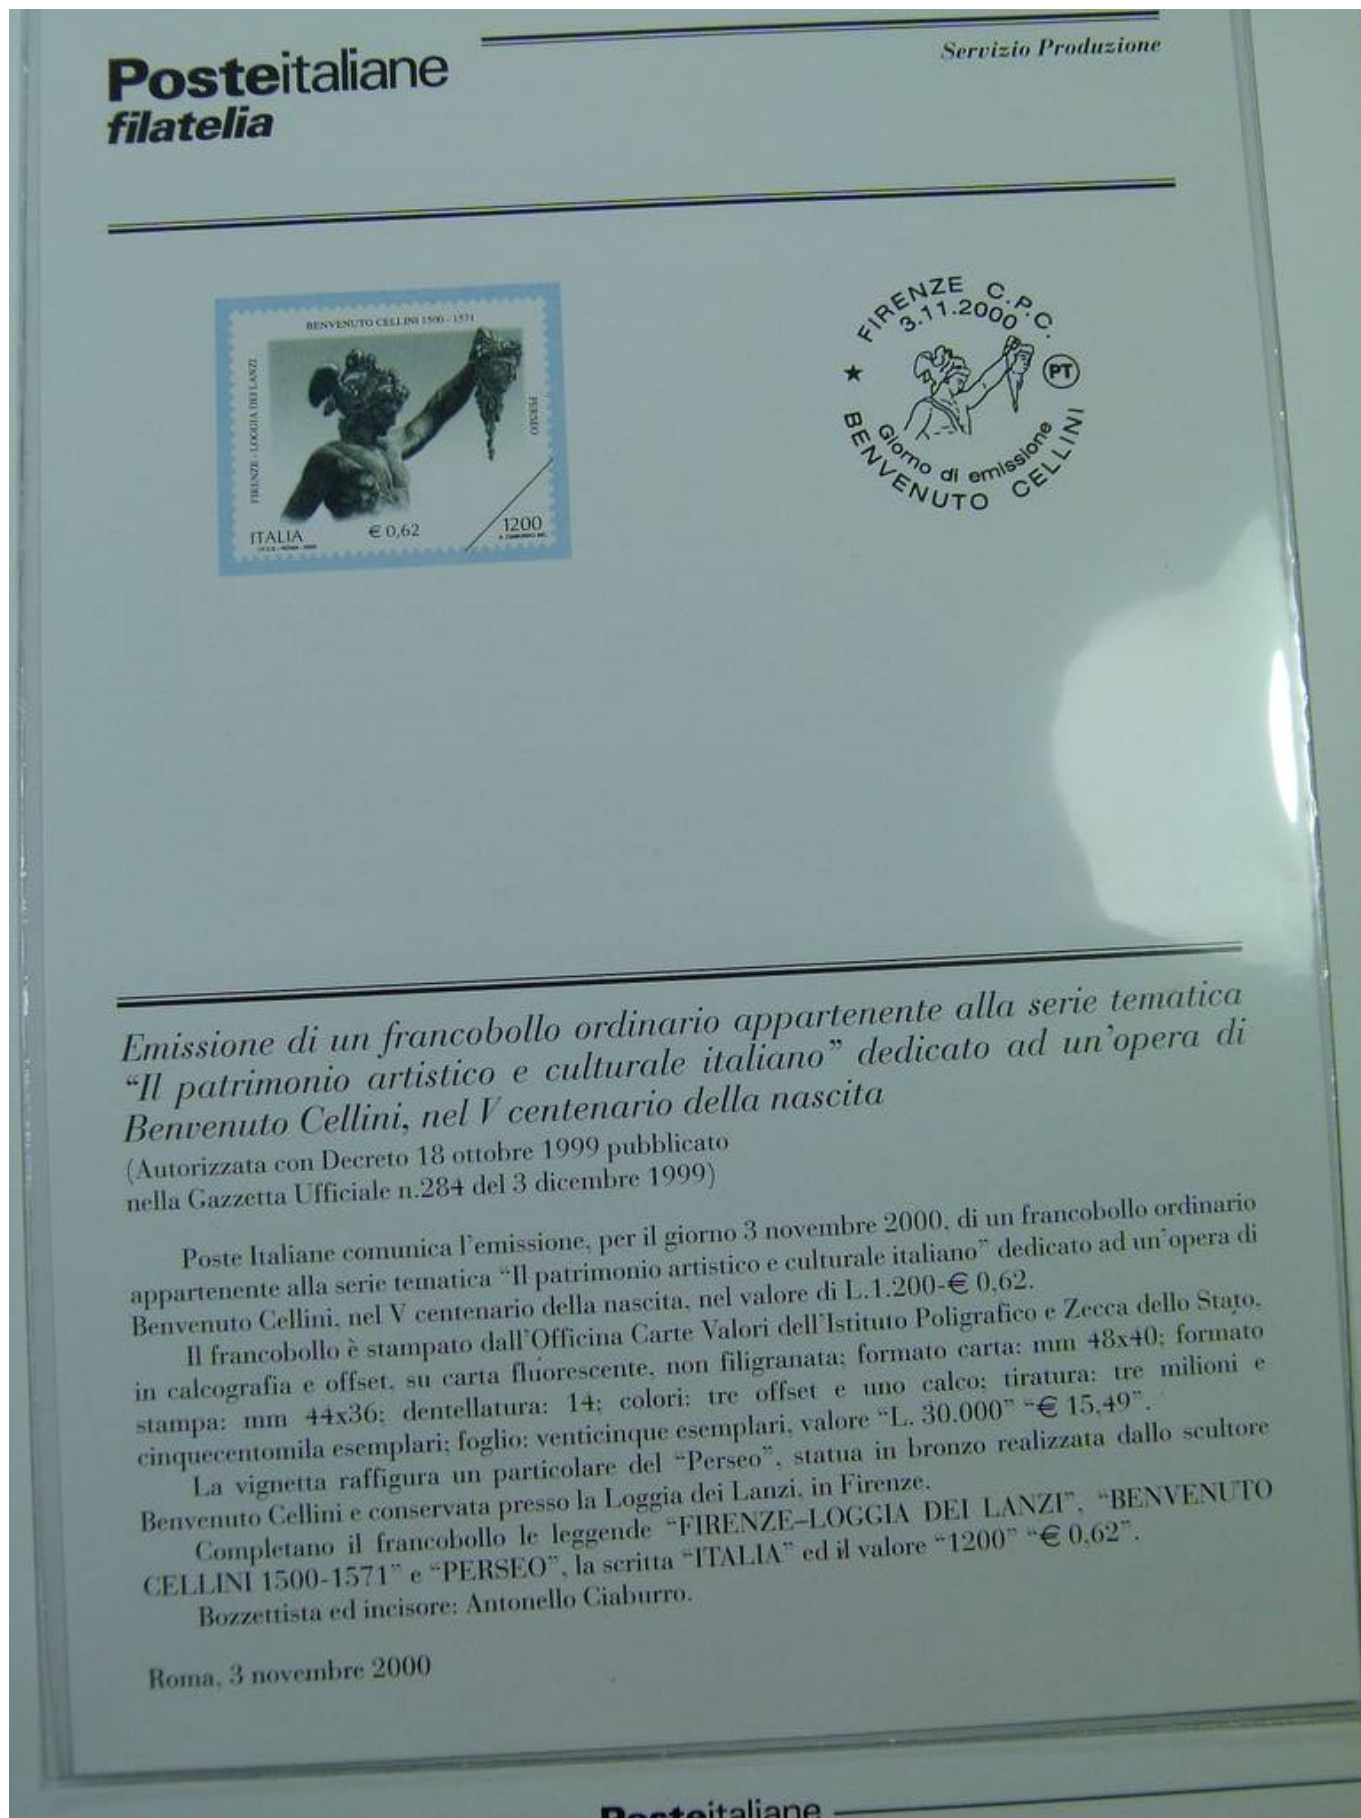 Posteitaliane
filatelia
Servizio Produzione
BENVENUTO CELLINI 1500 - 1571
FIRENZE - LOGGIA DEI LANZI
PERSEO
ITALIA
€ 0,62
1200
FIRENZE C.P.C.
3.11.2000
PT
Giorno di emissione
BENVENUTO CELLINI
Emissione di un francobollo ordinario appartenente alla serie tematica
“Il patrimonio artistico e culturale italiano” dedicato ad un’opera di
Benvenuto Cellini, nel V centenario della nascita
(Autorizzata con Decreto 18 ottobre 1999 pubblicato
nella Gazzetta Ufficiale n.284 del 3 dicembre 1999)
Poste Italiane comunica l’emissione, per il giorno 3 novembre 2000, di un francobollo ordinario
appartenente alla serie tematica “Il patrimonio artistico e culturale italiano” dedicato ad un’opera di
Benvenuto Cellini, nel V centenario della nascita, nel valore di L.1.200-€ 0,62.
Il francobollo è stampato dall’Officina Carte Valori dell’Istituto Poligrafico e Zecca dello Stato,
in calcografia e offset, su carta fluorescente, non filigranata; formato carta: mm 48x40; formato
stampa: mm 44x36; dentellatura: 14; colori: tre offset e uno calco; tiratura: tre milioni e
cinquecentomila esemplari; foglio: venticinque esemplari, valore “L. 30.000” “€ 15,49”.
La vignetta raffigura un particolare del “Perseo”, statua in bronzo realizzata dallo scultore
Benvenuto Cellini e conservata presso la Loggia dei Lanzi, in Firenze.
Completano il francobollo le leggende “FIRENZE–LOGGIA DEI LANZI”, “BENVENUTO
CELLINI 1500-1571” e “PERSEO”, la scritta “ITALIA” ed il valore “1200” “€ 0,62”.
Bozzettista ed incisore: Antonello Ciaburro.
Roma, 3 novembre 2000
Posteitaliane